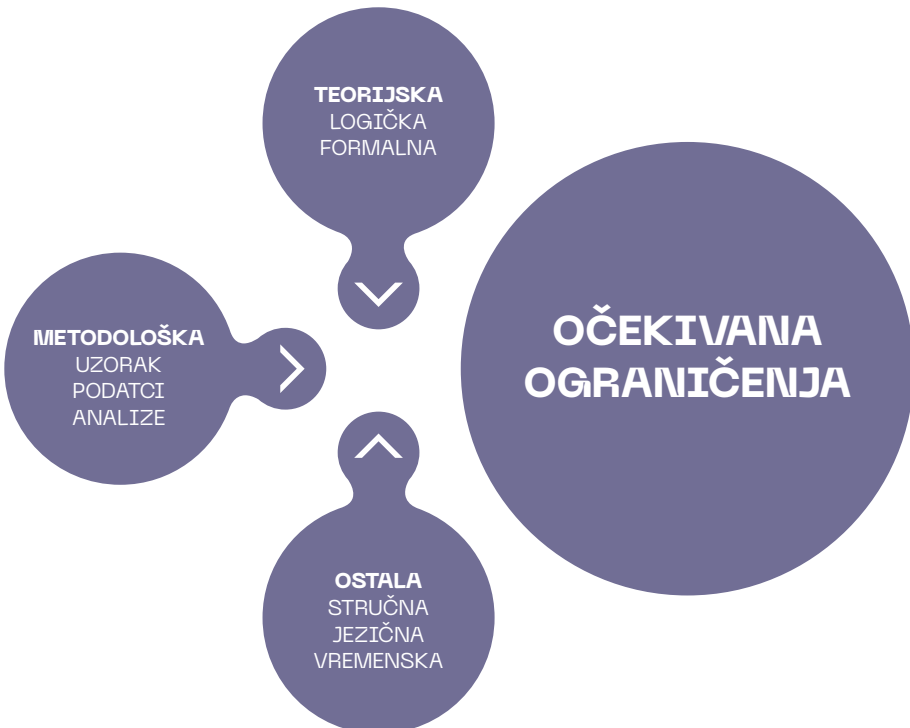 TEORIJSKA
LOGIČKA
FORMALNA
METODOLOŠKA
UZORAK
PODATCI
ANALIZE
OČEKIVANA
OGRANIČENJA
OSTALA
STRUČNA
JEZIČNA
VREMENSKA